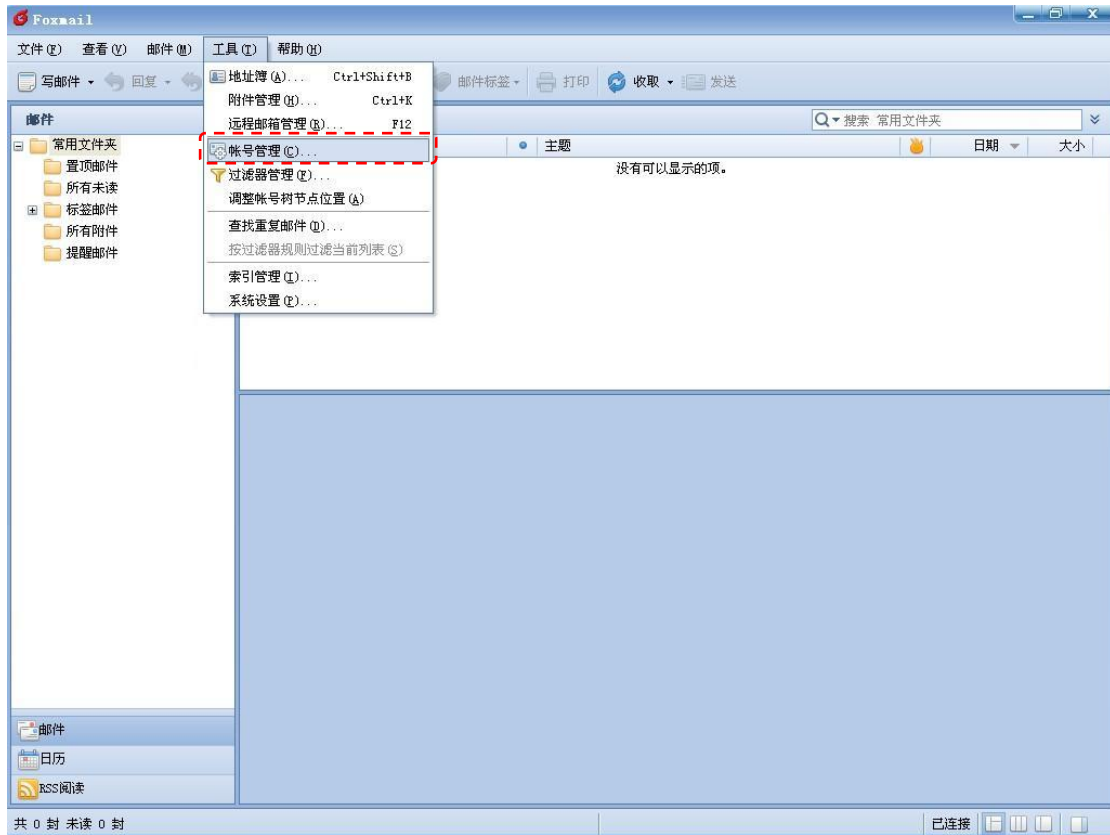 Foxmail
文件(F) 查看(V) 邮件(M) 工具(T) 帮助(H)
写邮件 回复 邮件标签 打印 收取 发送
地址簿(A)... Ctrl+Shift+B
附件管理(H)... Ctrl+K
远程邮箱管理(R)... F12
帐号管理(C)...
过滤器管理(F)...
调整帐号树节点位置(A)
查找重复邮件(D)...
按过滤器规则过滤当前列表(S)
索引管理(I)...
系统设置(P)...
邮件
搜索 常用文件夹
常用文件夹
置顶邮件
所有未读
标签邮件
所有附件
提醒邮件
主题 日期 大小
没有可以显示的项。
邮件
日历
RSS阅读
共 0 封 未读 0 封
已连接